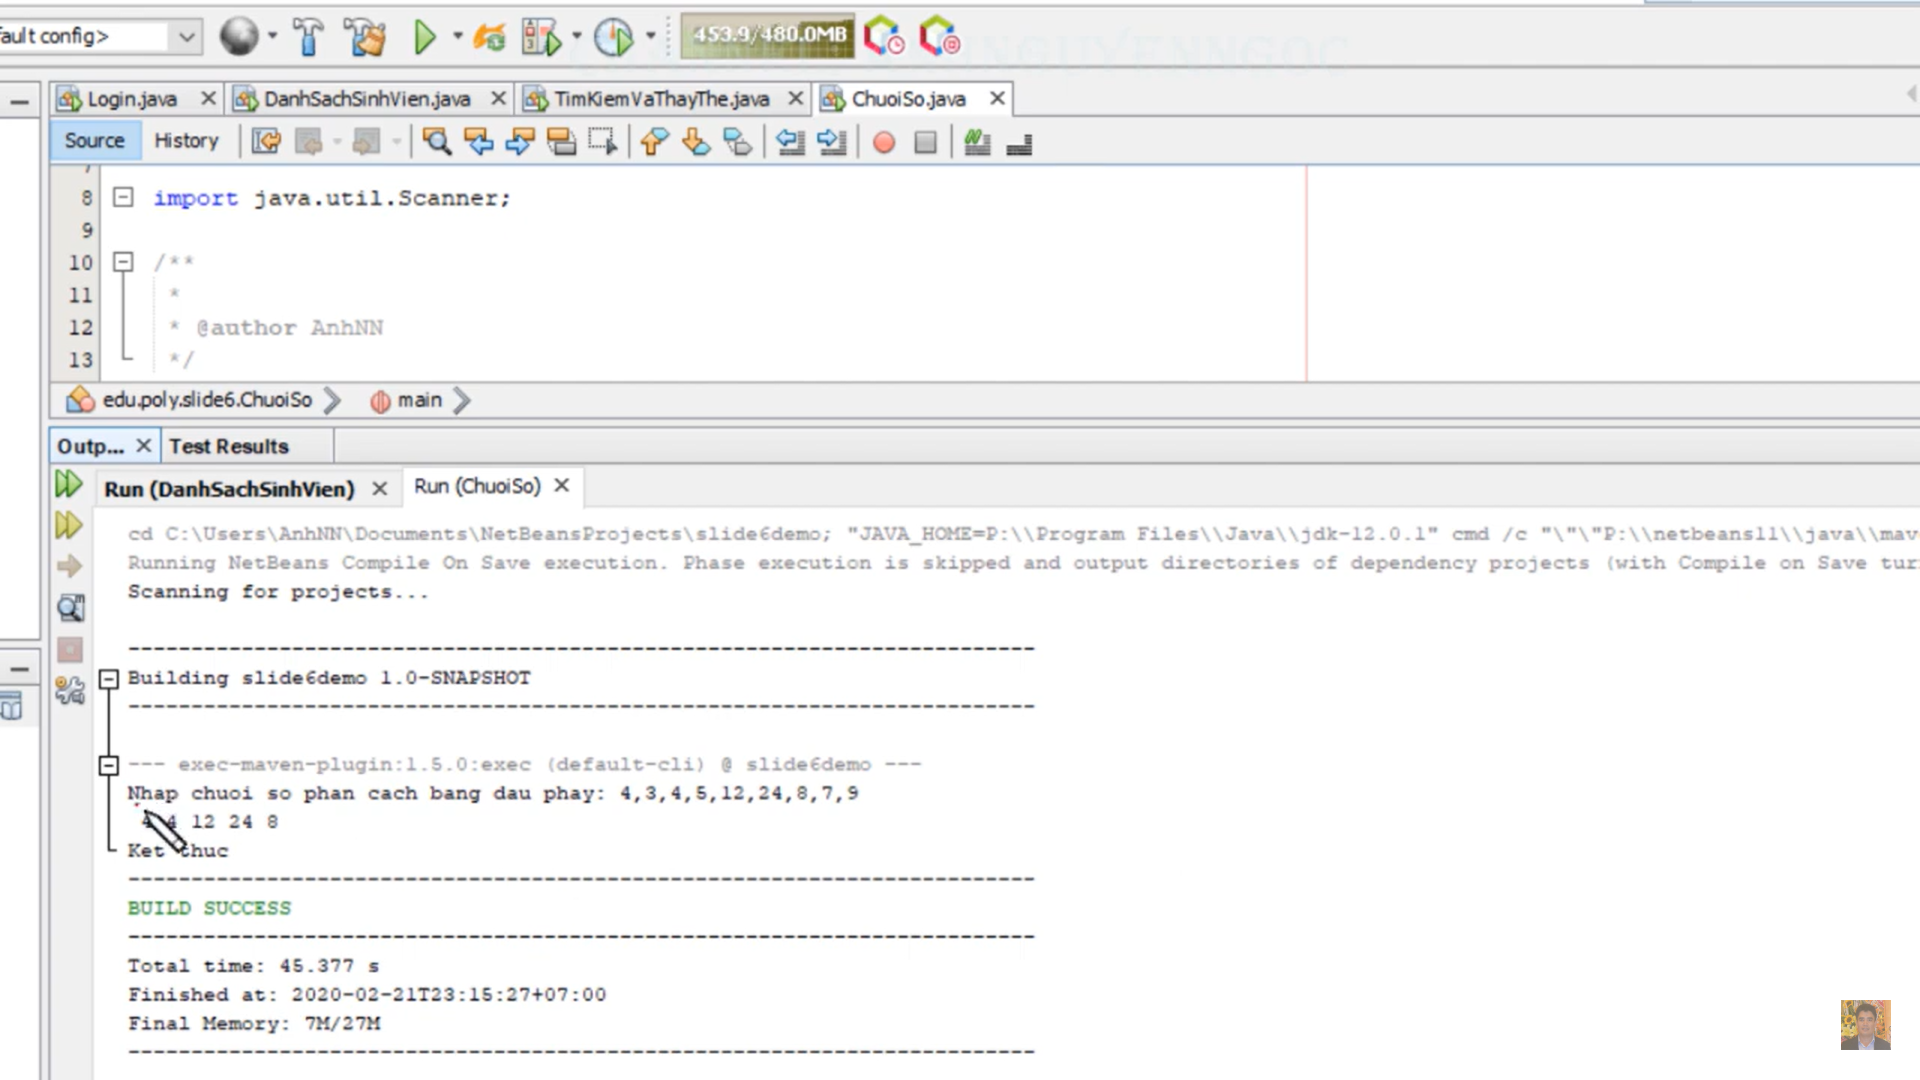 ault config>
453.9/480.0MB
Login.java DanhSachSinhVien.java TimKiemVaThayThe.java ChuoiSo.java
Source History
7
8 import java.util.Scanner;
9
10 /**
11 *
12 * @author AnhNN
13 */
edu.poly.slide6.ChuoiSo main
Outp... Test Results
Run (DanhSachSinhVien) Run (ChuoiSo)
cd C:\Users\AnhNN\Documents\NetBeansProjects\slide6demo; "JAVA_HOME=P:\\Program Files\\Java\\jdk-12.0.1" cmd /c "\"\"P:\\netbeans11\\java\\mav
Running NetBeans Compile On Save execution. Phase execution is skipped and output directories of dependency projects (with Compile on Save tur
Scanning for projects...
------------------------------------------------------------------------
Building slide6demo 1.0-SNAPSHOT
------------------------------------------------------------------------
--- exec-maven-plugin:1.5.0:exec (default-cli) @ slide6demo ---
Nhap chuoi so phan cach bang dau phay: 4,3,4,5,12,24,8,7,9
4 4 12 24 8
Ket thuc
------------------------------------------------------------------------
BUILD SUCCESS
------------------------------------------------------------------------
Total time: 45.377 s
Finished at: 2020-02-21T23:15:27+07:00
Final Memory: 7M/27M
------------------------------------------------------------------------